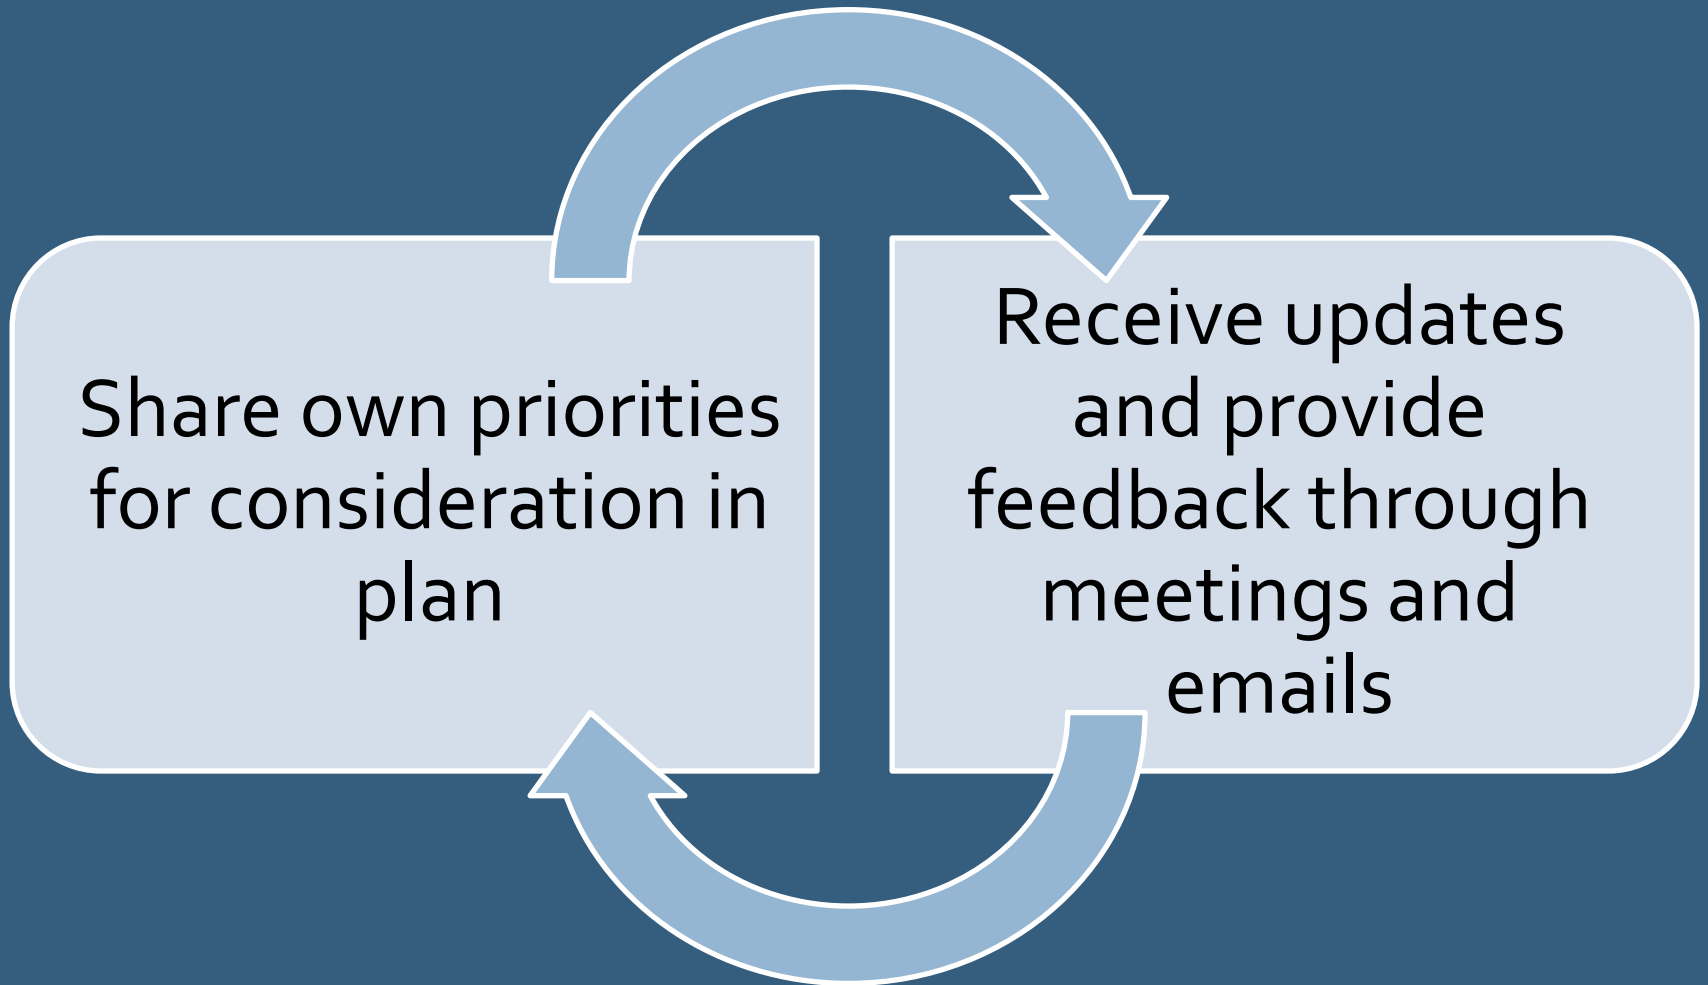 Share own priorities
for consideration in
plan
Receive updates
and provide
feedback through
meetings and
emails